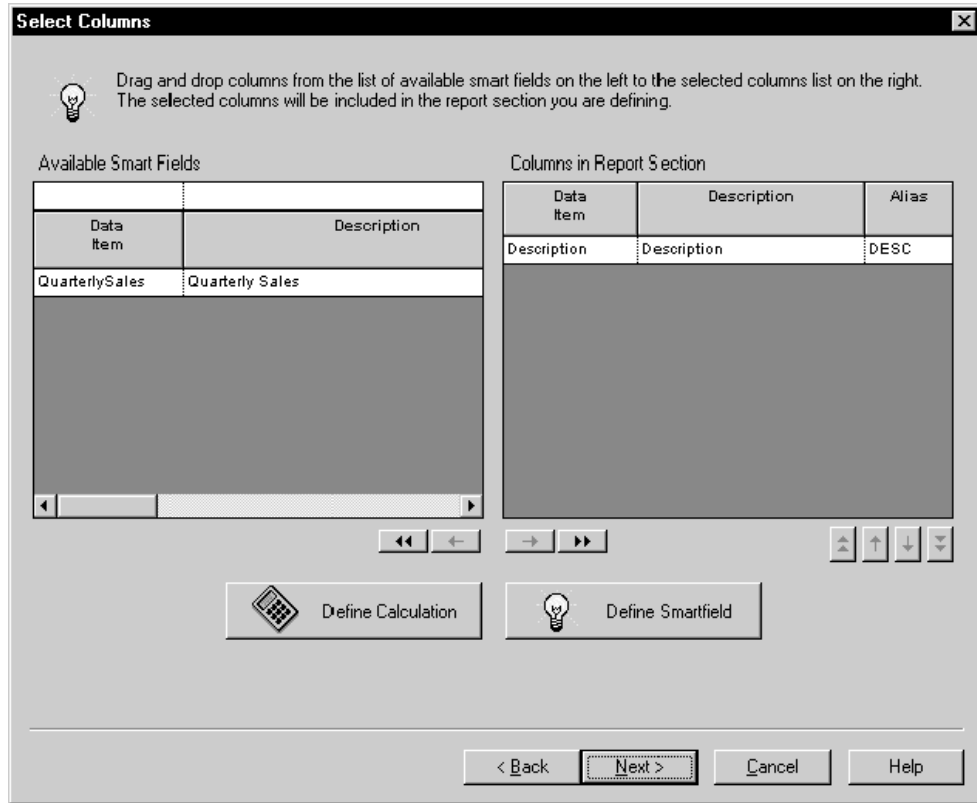 Select Columns
Drag and drop columns from the list of available smart fields on the left to the selected columns list on the right.
The selected columns will be included in the report section you are defining.
Available Smart Fields
Columns in Report Section
Data Item
Description
QuarterlySales
Quarterly Sales
Data Item
Description
Alias
Description
Description
DESC
Define Calculation
Define Smartfield
< Back
Next >
Cancel
Help